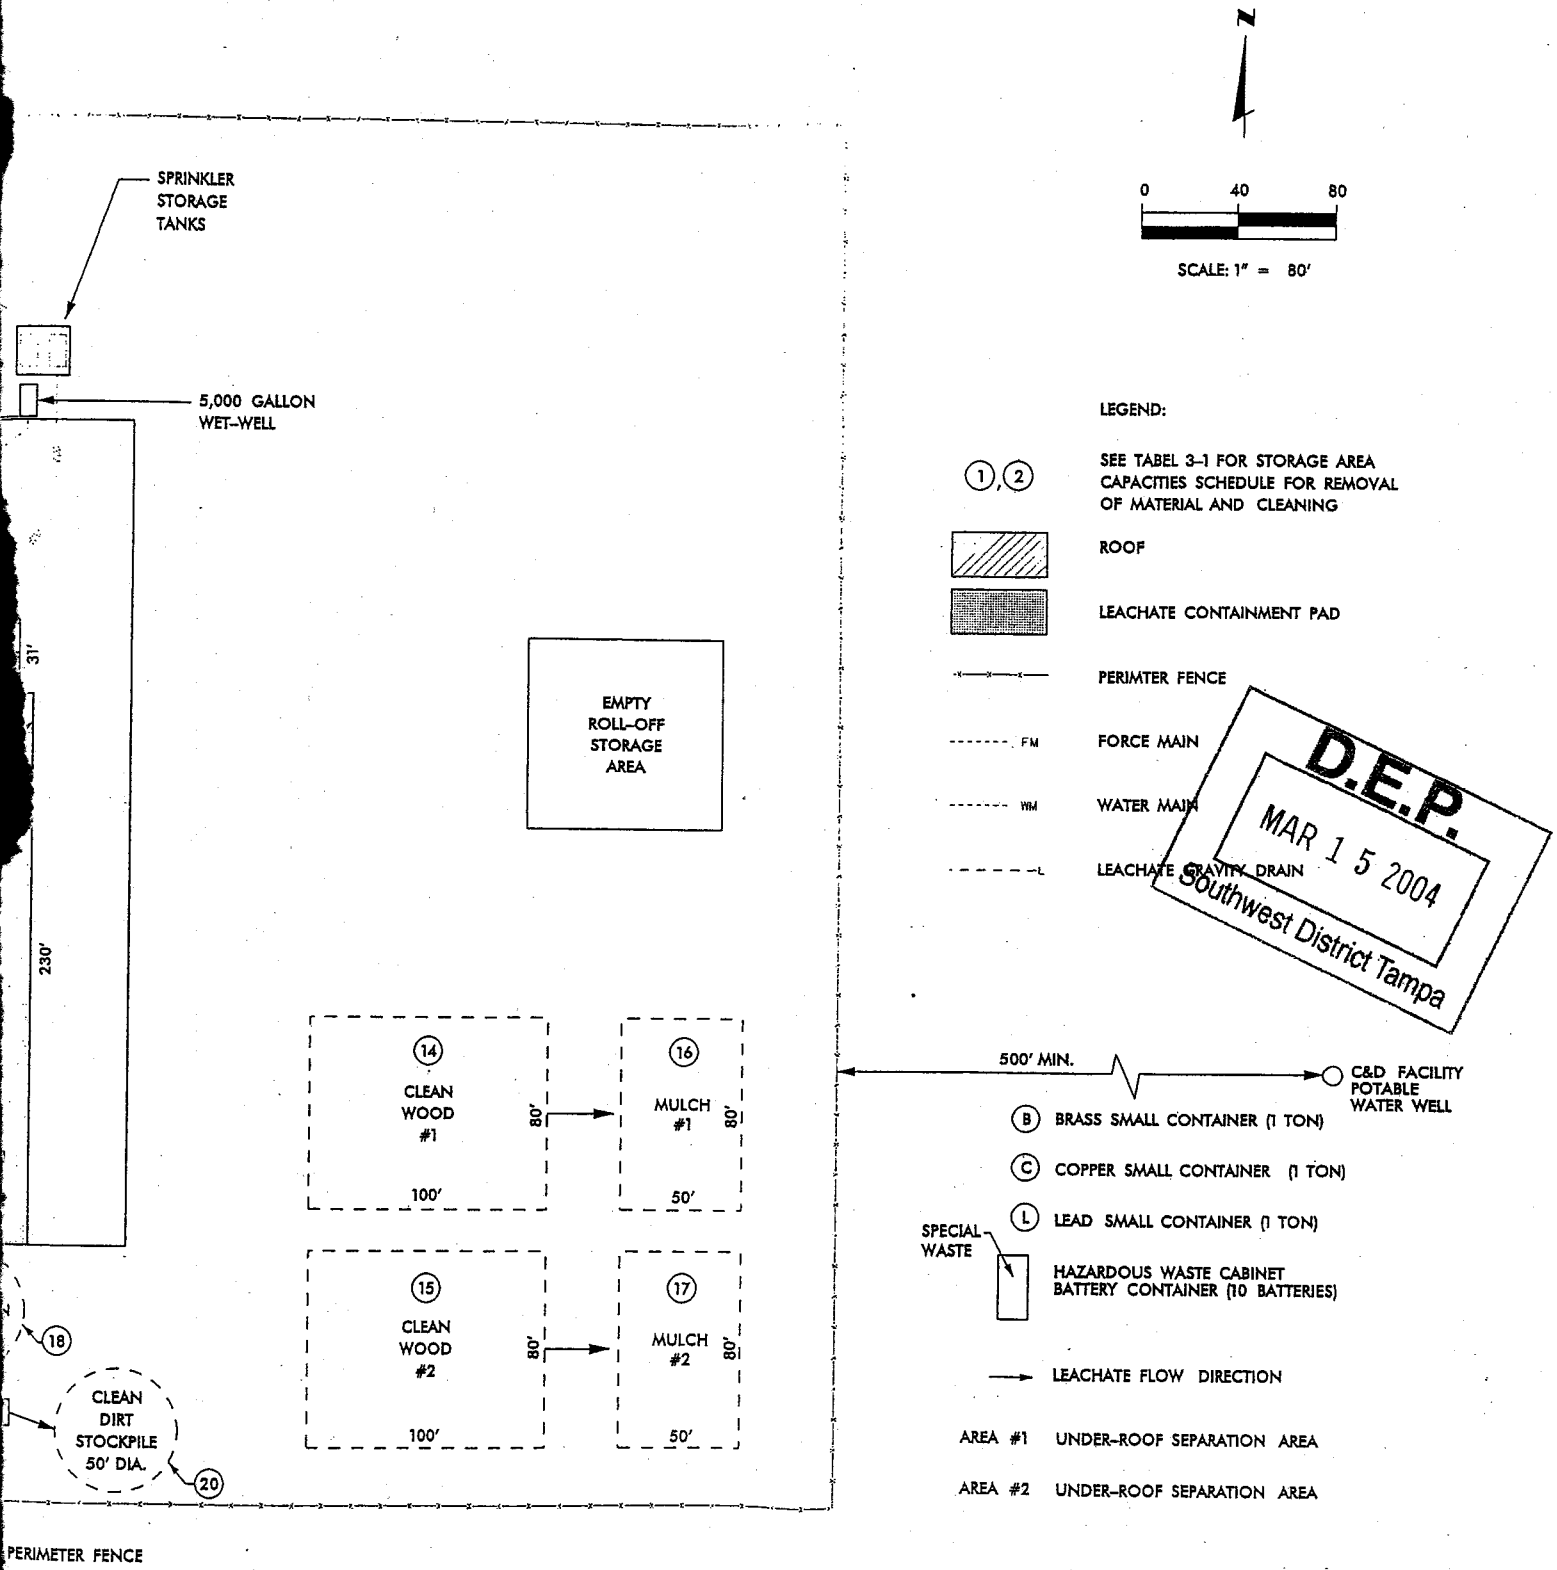 N
0 40 80
SCALE: 1" = 80'
SPRINKLER
STORAGE
TANKS
5,000 GALLON
WET-WELL
31'
230'
EMPTY
ROLL-OFF
STORAGE
AREA
LEGEND:
1, 2
SEE TABEL 3-1 FOR STORAGE AREA
CAPACITIES SCHEDULE FOR REMOVAL
OF MATERIAL AND CLEANING
ROOF
LEACHATE CONTAINMENT PAD
PERIMTER FENCE
FM FORCE MAIN
WM WATER MAIN
L LEACHATE GRAVITY DRAIN
D.E.P.
MAR 15 2004
Southwest District Tampa
14
CLEAN
WOOD
#1
80'
100'
16
MULCH
#1
80'
50'
15
CLEAN
WOOD
#2
80'
100'
17
MULCH
#2
80'
50'
500' MIN.
C&D FACILITY
POTABLE
WATER WELL
B BRASS SMALL CONTAINER (1 TON)
C COPPER SMALL CONTAINER (1 TON)
L LEAD SMALL CONTAINER (1 TON)
SPECIAL
WASTE
HAZARDOUS WASTE CABINET
BATTERY CONTAINER (10 BATTERIES)
LEACHATE FLOW DIRECTION
AREA #1 UNDER-ROOF SEPARATION AREA
AREA #2 UNDER-ROOF SEPARATION AREA
18
CLEAN
DIRT
STOCKPILE
50' DIA.
20
PERIMETER FENCE